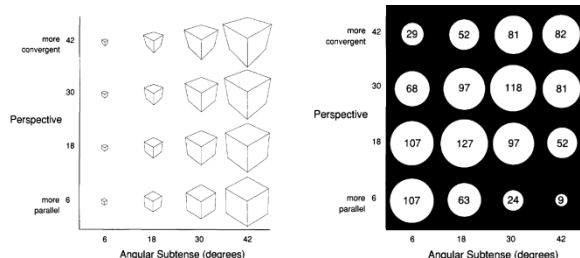 more
convergent
42
30
Perspective
18
more
parallel
6
6 18 30 42
Angular Subtense (degrees)
more
convergent
42
29 52 81 82
30
68 97 118 81
Perspective
18
107 127 97 52
more
parallel
6
107 63 24 9
6 18 30 42
Angular Subtense (degrees)